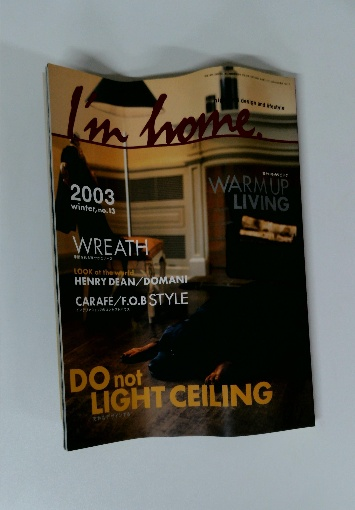 design and lifestyle
I'm home.
WARM UP
LIVING
2003
winter, no.13
WREATH
LOOK at the world
HENRY DEAN/DOMANI
CARAFE/F.O.B STYLE
DO not
LIGHT CEILING